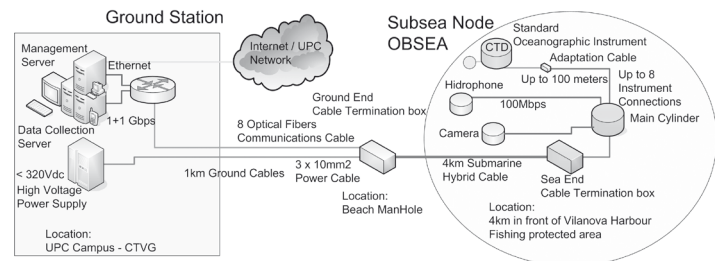 Ground Station
Management
Server
Ethernet
1+1 Gbps
Data Collection
Server
< 320Vdc
High Voltage
Power Supply
Location:
UPC Campus - CTVG
Internet / UPC
Network
8 Optical Fibers
Communications Cable
1km Ground Cables
3 x 10mm2
Power Cable
Ground End
Cable Termination box
Location:
Beach ManHole
Subsea Node
OBSEA
Standard
Oceanographic Instrument
CTD
Adaptation Cable
Up to 100 meters
Up to 8
Instrument
Connections
Hidrophone
100Mbps
Main Cylinder
Camera
4km Submarine
Hybrid Cable
Sea End
Cable Termination box
Location:
4km in front of Vilanova Harbour
Fishing protected area